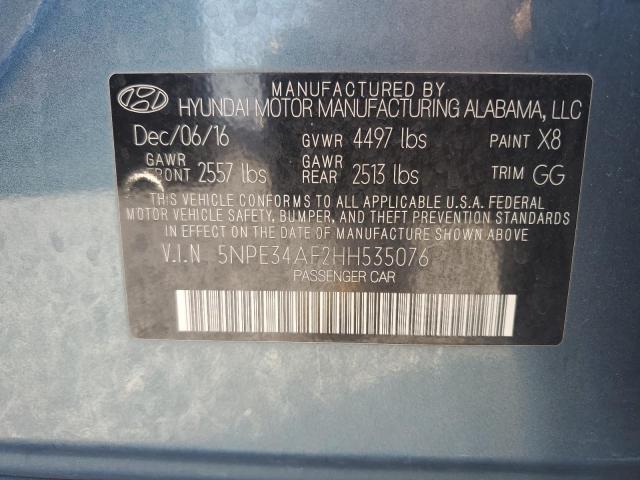 MANUFACTURED BY
HYUNDAI MOTOR MANUFACTURING ALABAMA, LLC
Dec/06/16 GVWR 4497 lbs PAINT X8
GAWR FRONT 2557 lbs GAWR REAR 2513 lbs TRIM GG
THIS VEHICLE CONFORMS TO ALL APPLICABLE U.S.A. FEDERAL
MOTOR VEHICLE SAFETY, BUMPER, AND THEFT PREVENTION STANDARDS
IN EFFECT ON THE DATE OF MANUFACTURE SHOWN ABOVE.
V.I.N 5NPE34AF2HH535076
PASSENGER CAR